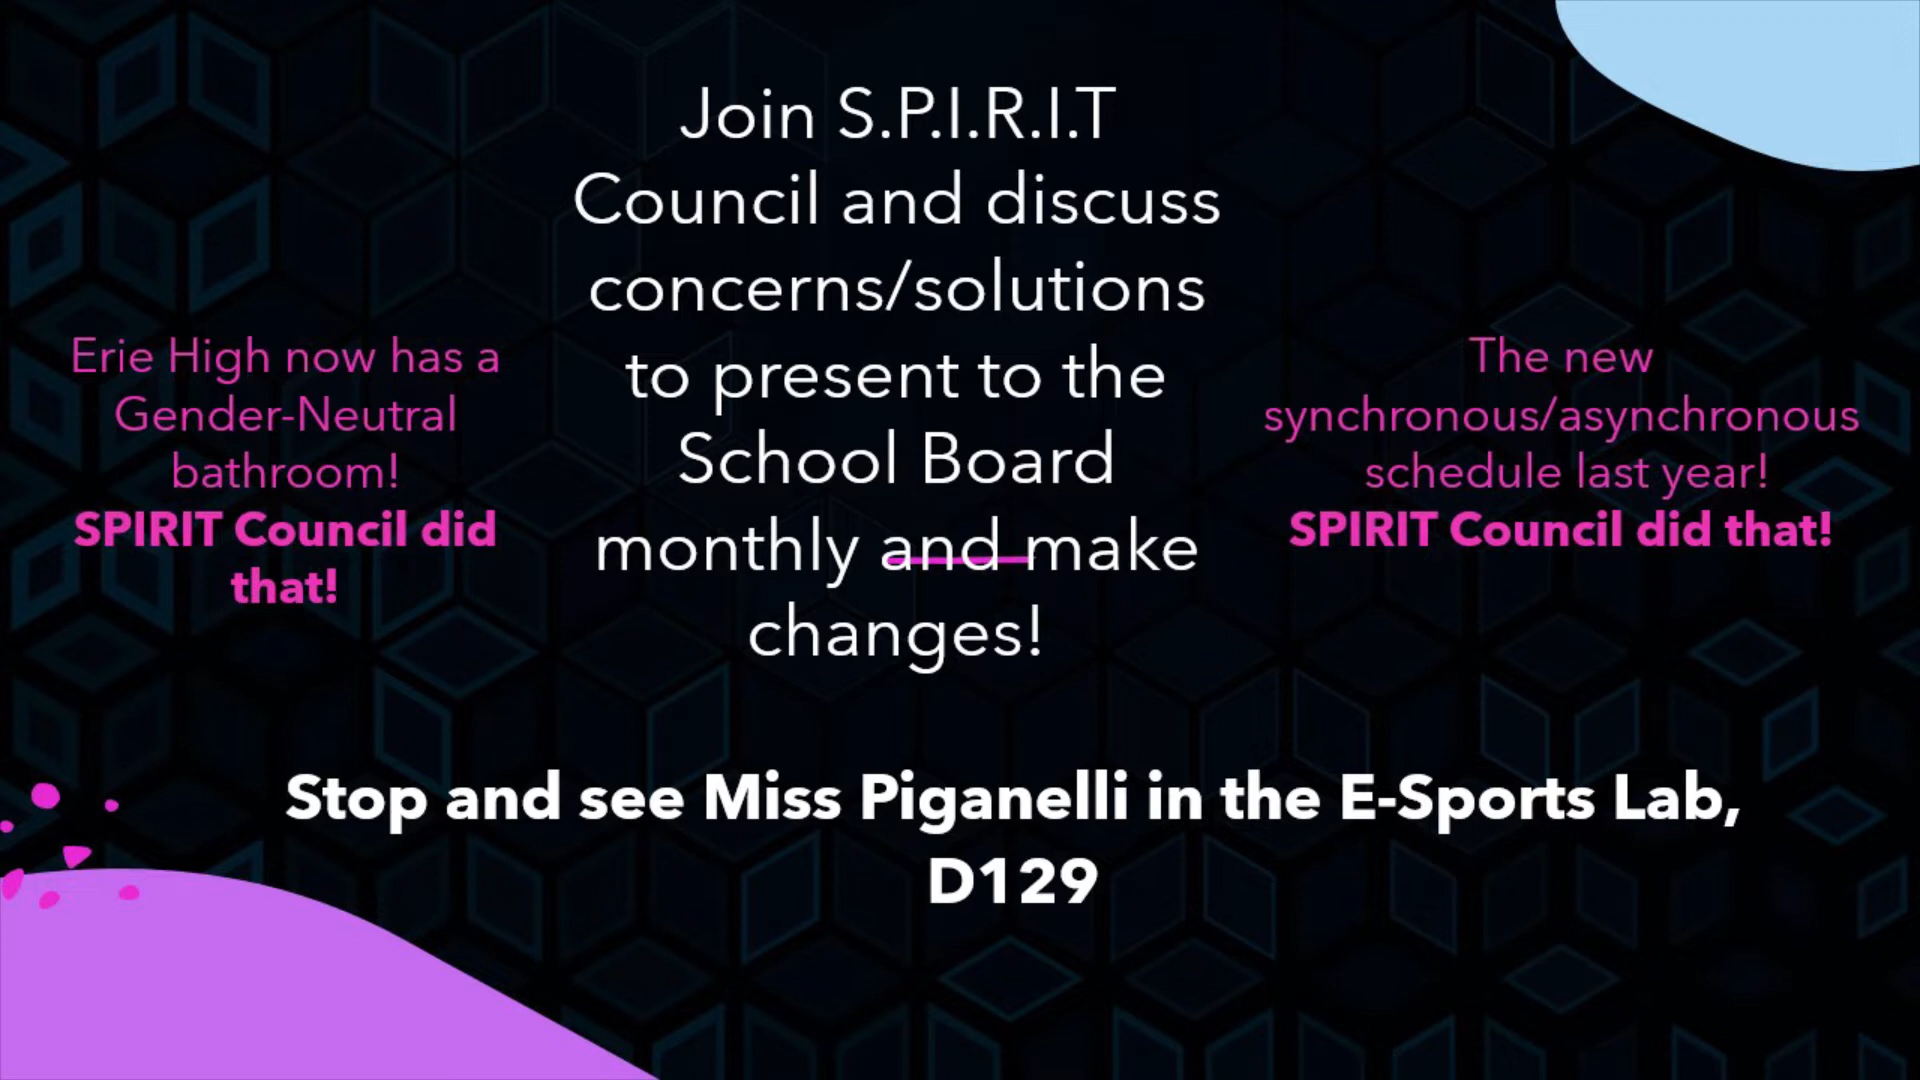 Join S.P.I.R.I.T
Council and discuss
concerns/solutions
to present to the
School Board
monthly and make
changes!
Erie High now has a
Gender-Neutral
bathroom!
SPIRIT Council did
that!
The new
synchronous/asynchronous
schedule last year!
SPIRIT Council did that!
Stop and see Miss Piganelli in the E-Sports Lab,
D129